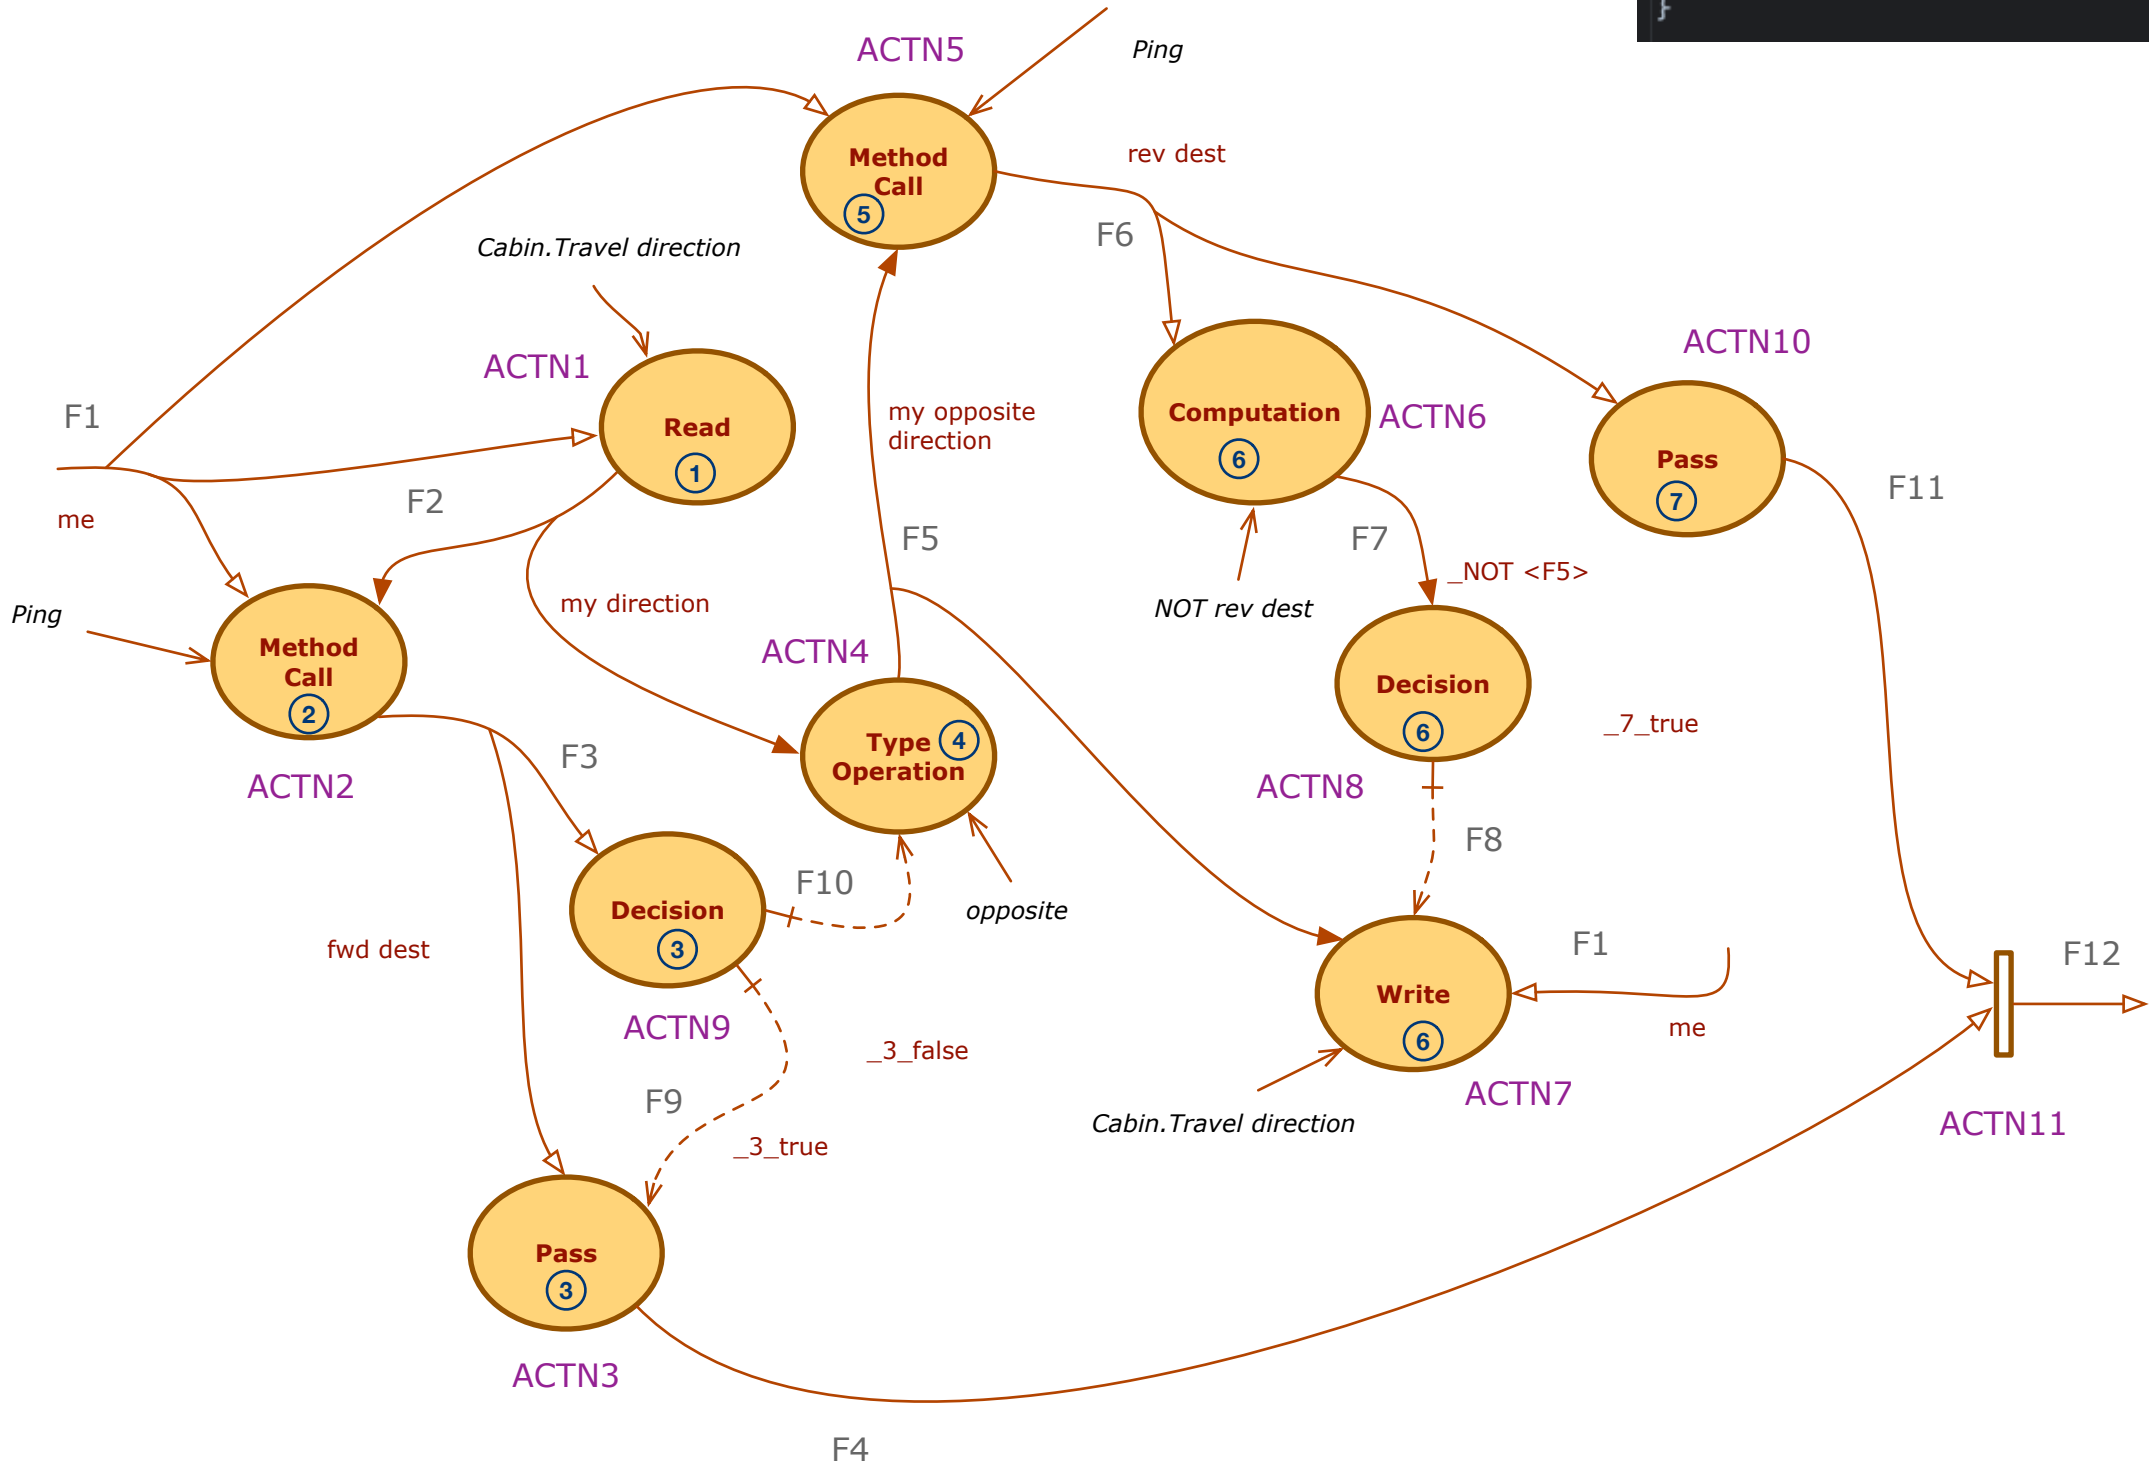 }
ACTN5
Ping
Method
Call
5
rev dest
F6
Cabin.Travel direction
ACTN1
Read
1
F1
me
F2
my opposite
direction
Computation
6
ACTN6
ACTN10
Pass
7
F11
F5
F7
_NOT <F5>
NOT rev dest
Ping
my direction
Method
Call
2
ACTN2
ACTN4
Type
Operation
4
Decision
6
_7_true
ACTN8
F3
F8
F10
opposite
Decision
3
fwd dest
ACTN9
_3_false
F9
_3_true
F1
me
Write
6
Cabin.Travel direction
ACTN7
F12
ACTN11
Pass
3
ACTN3
F4